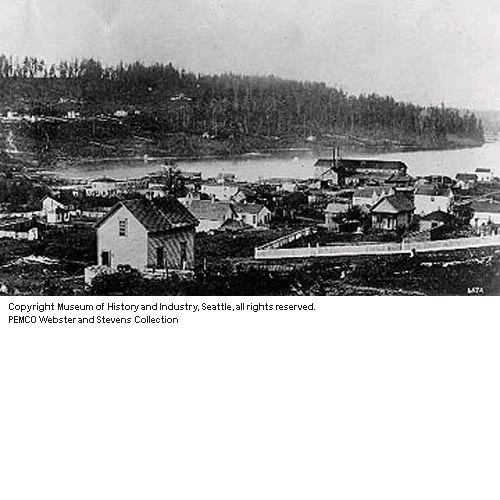 Copyright Museum of History and Industry, Seattle, all rights reserved.
PEMCO Webster and Stevens Collection